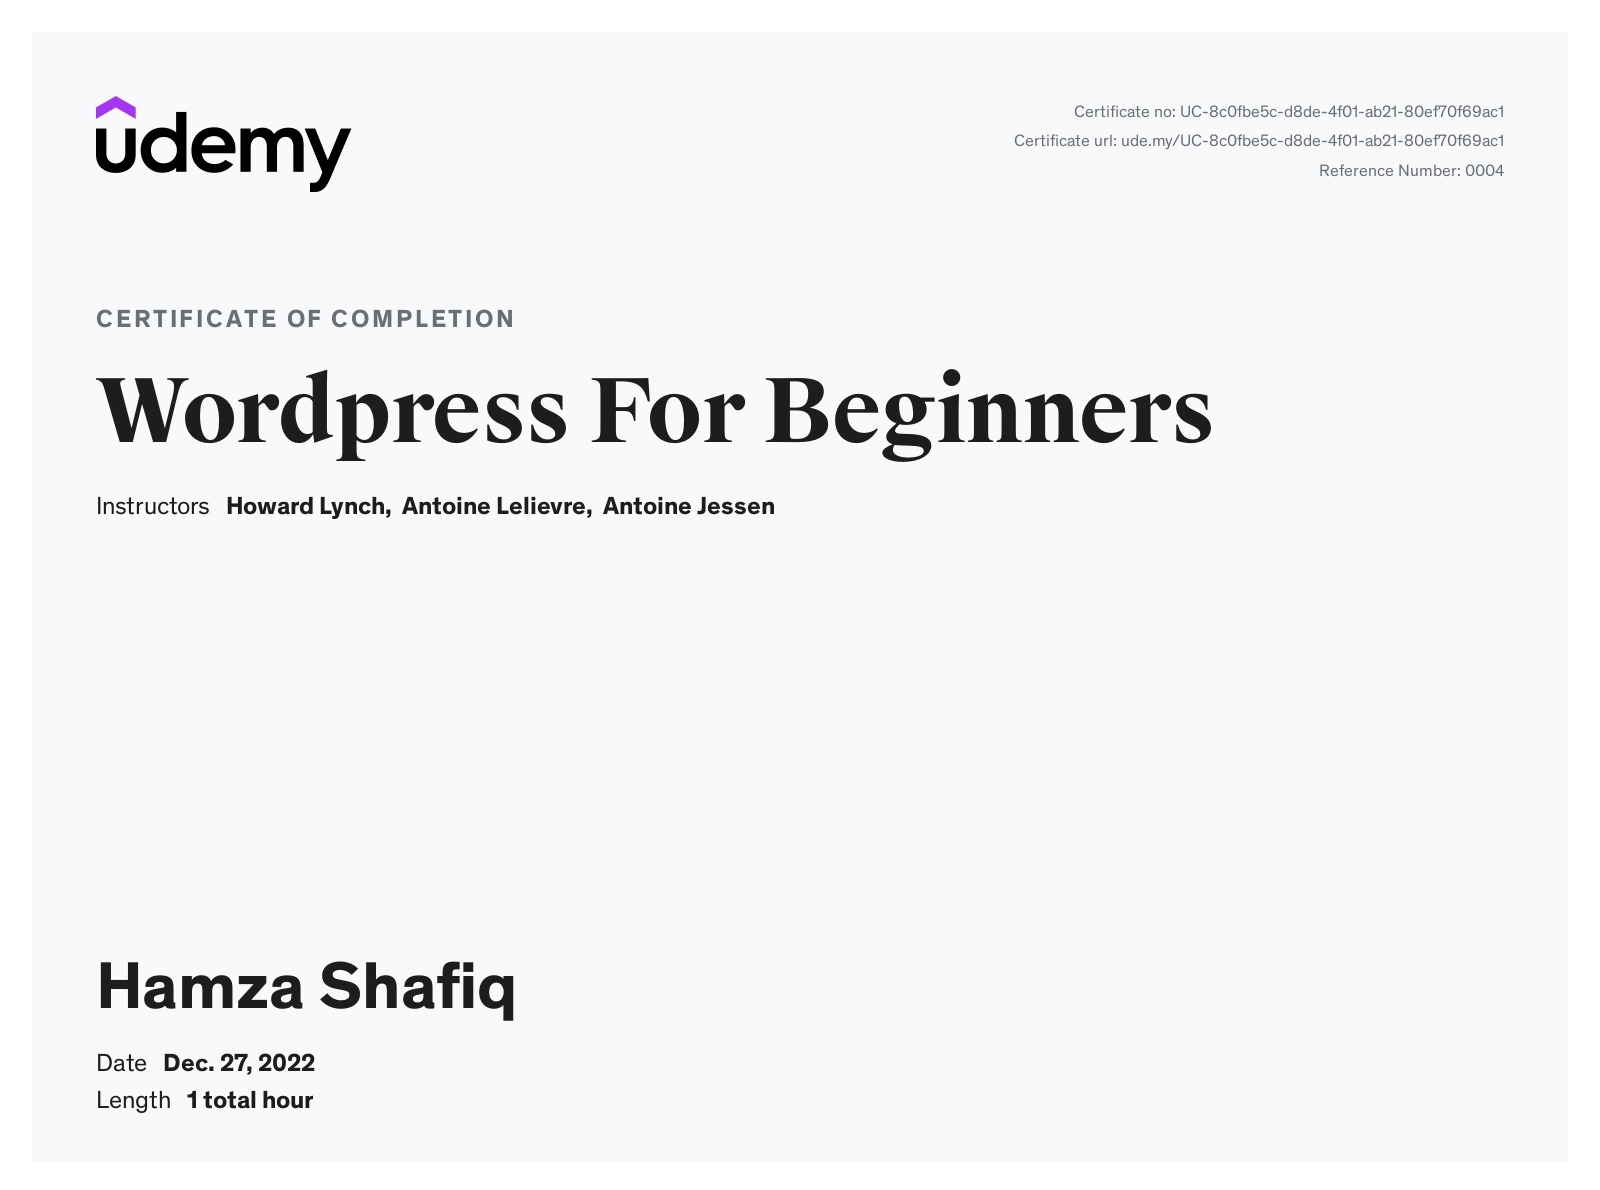 udemy
Certificate no: UC-8c0fbe5c-d8de-4f01-ab21-80ef70f69ac1
Certificate url: ude.my/UC-8c0fbe5c-d8de-4f01-ab21-80ef70f69ac1
Reference Number: 0004
CERTIFICATE OF COMPLETION
Wordpress For Beginners
Instructors Howard Lynch, Antoine Lelievre, Antoine Jessen
Hamza Shafiq
Date Dec. 27, 2022
Length 1 total hour